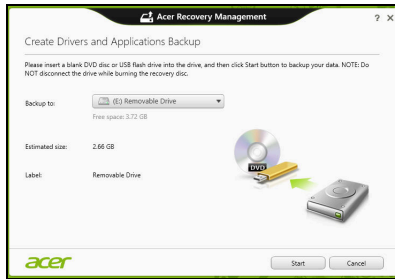 Acer Recovery Management
? X
Create Drivers and Applications Backup
Please insert a blank DVD disc or USB flash drive into the drive, and then click Start button to backup your data. NOTE: Do
NOT disconnect the drive while burning the recovery disc.
Backup to:
(E:) Removable Drive
Free space: 3.72 GB
Estimated size:
2.66 GB
Label:
Removable Drive
DVD
acer
Start
Cancel